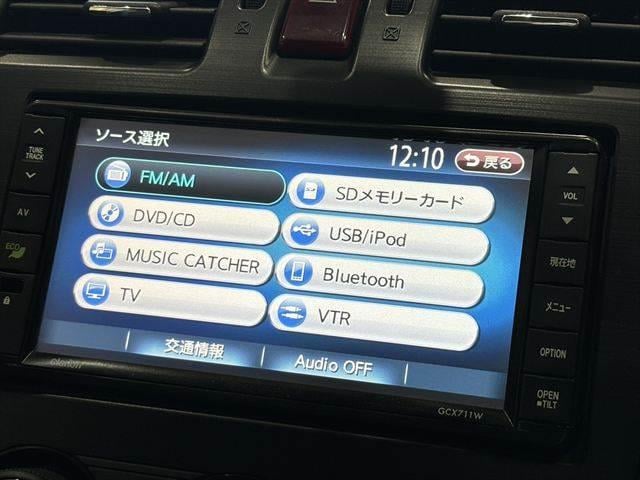 ソース選択
12:10
戻る
FM/AM
SDメモリーカード
DVD/CD
USB/iPod
MUSIC CATCHER
Bluetooth
TV
VTR
交通情報
Audio OFF
TUNE
TRACK
AV
ECO
VOL
現在地
メニュー
OPTION
OPEN
TILT
clarion
GCX711W